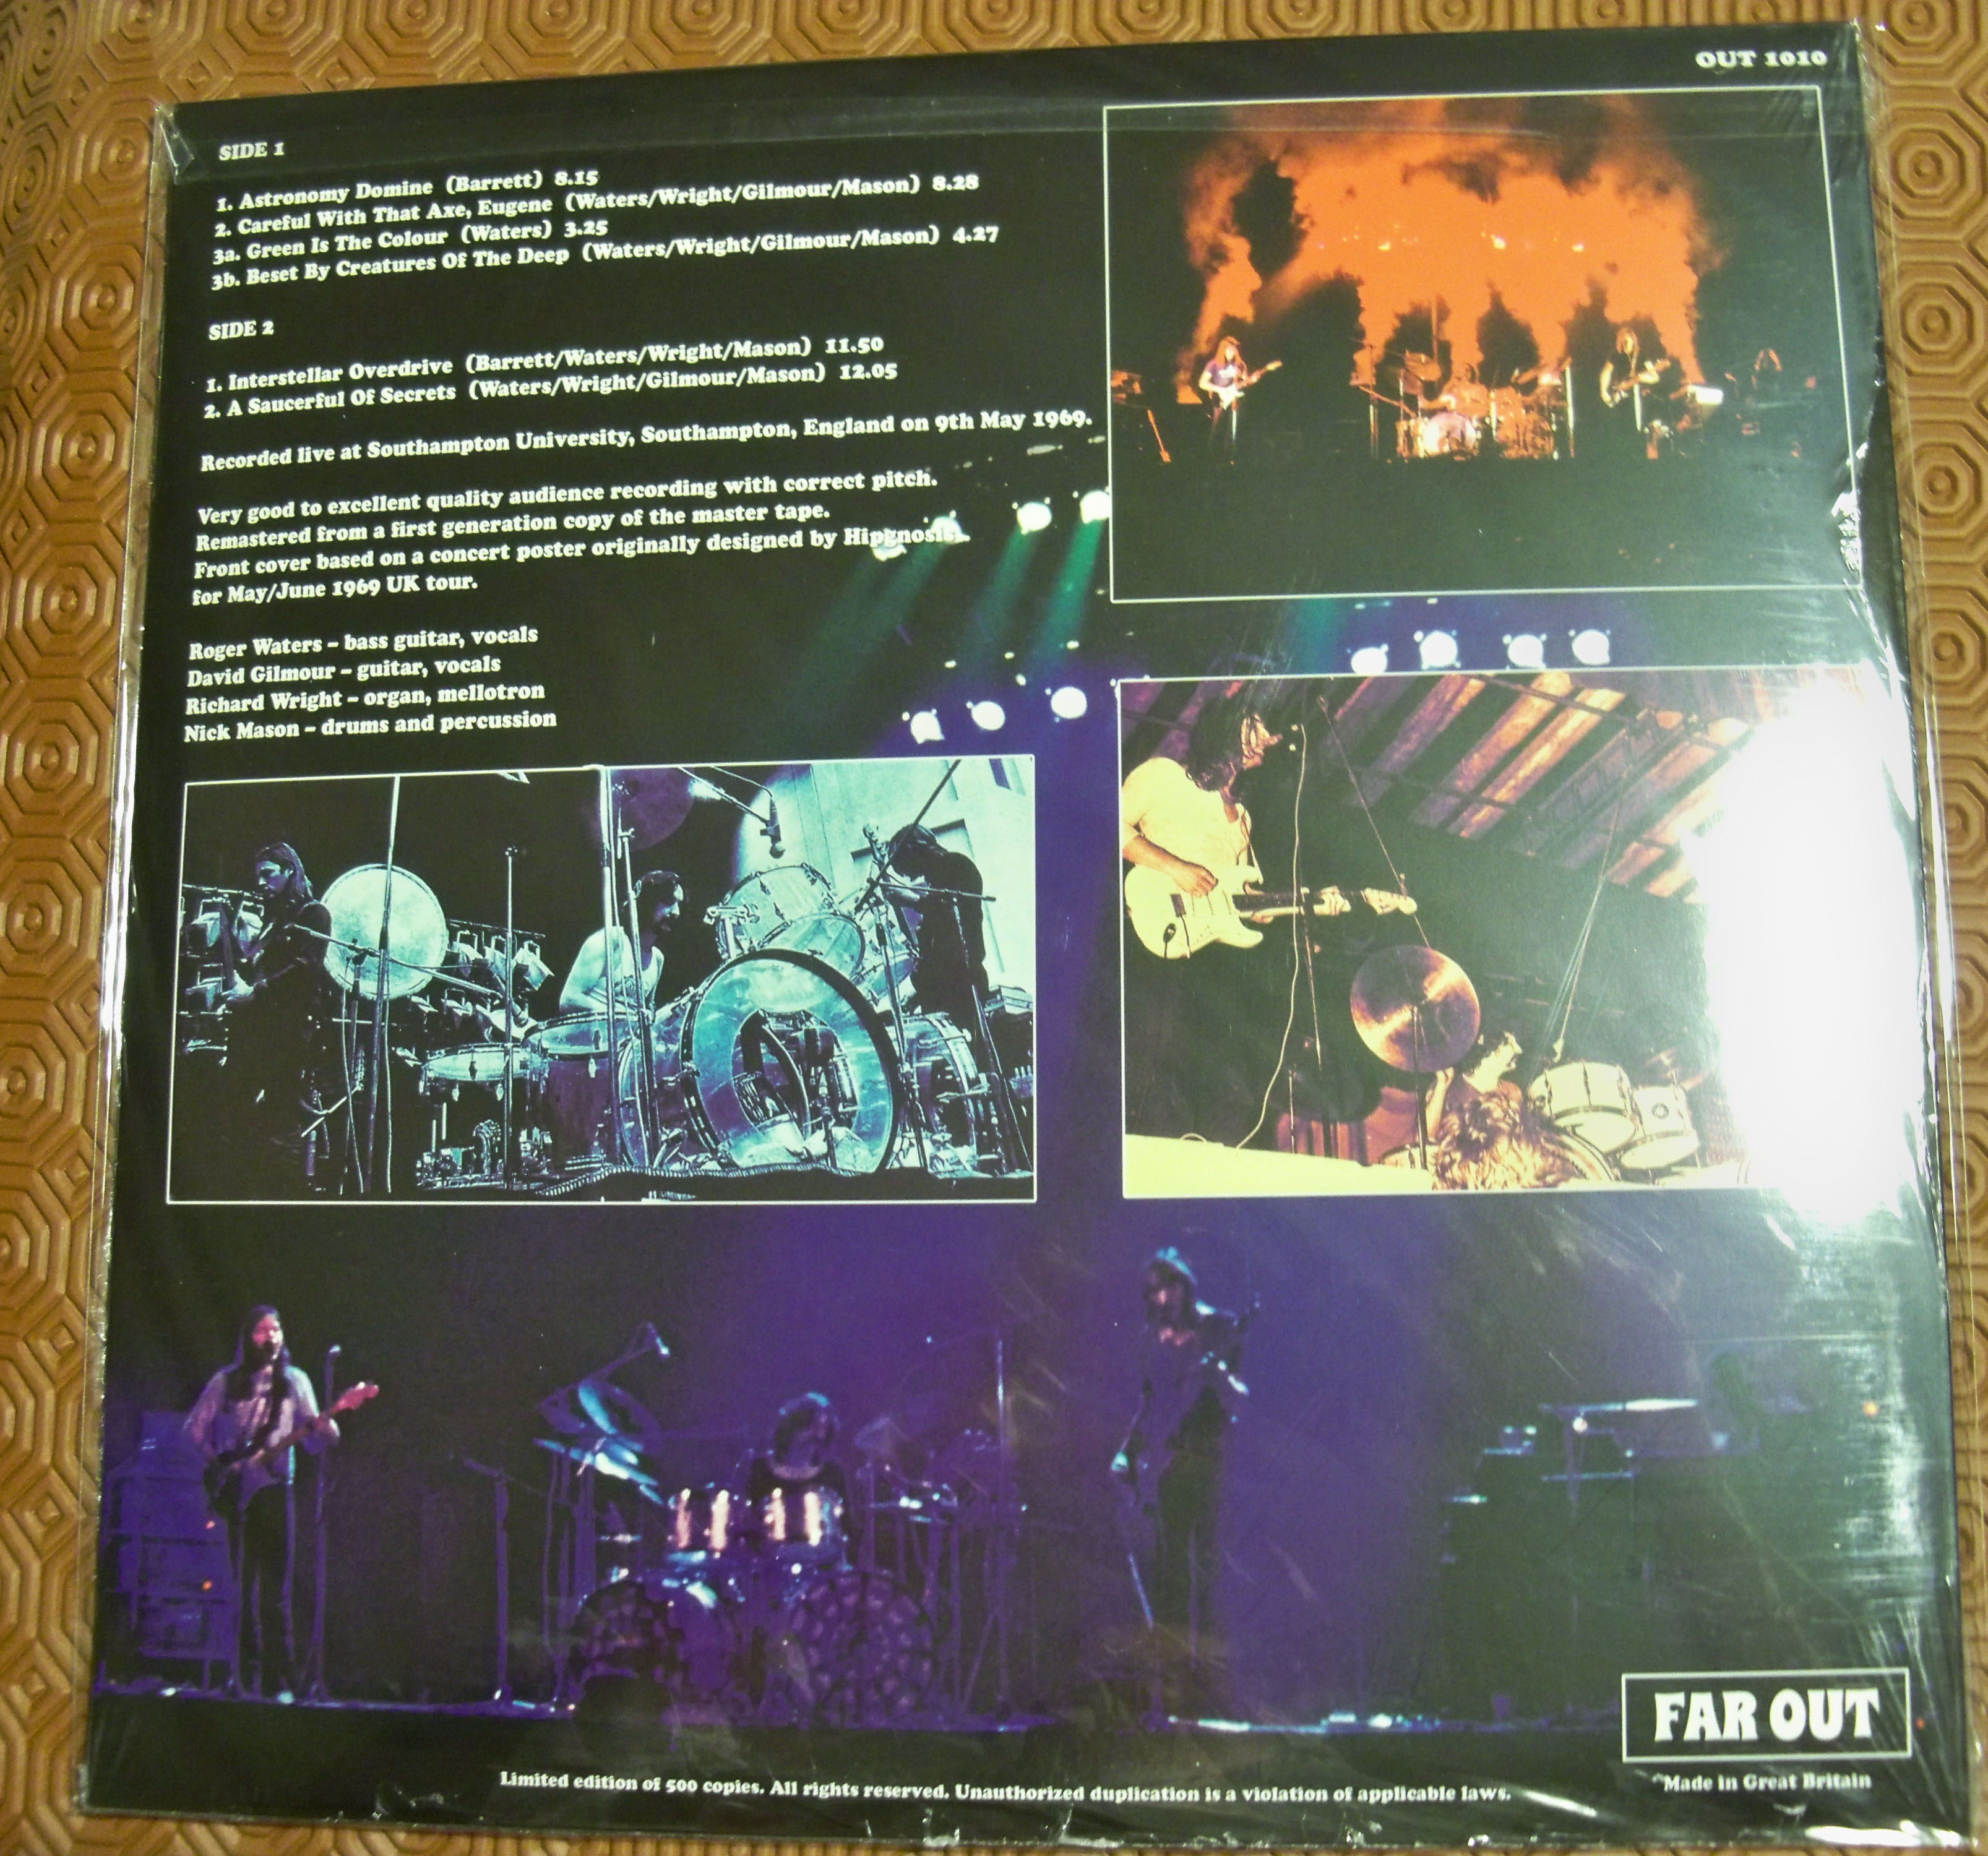 OUT 1010
SIDE 1
1. Astronomy Domine (Barrett) 8.15
2. Careful With That Axe, Eugene (Waters/Wright/Gilmour/Mason) 8.28
3a. Green Is The Colour (Waters) 3.25
3b. Beset By Creatures Of The Deep (Waters/Wright/Gilmour/Mason) 4.27
SIDE 2
1. Interstellar Overdrive (Barrett/Waters/Wright/Mason) 11.50
2. A Saucerful Of Secrets (Waters/Wright/Gilmour/Mason) 12.05
Recorded live at Southampton University, Southampton, England on 9th May 1969.
Very good to excellent quality audience recording with correct pitch.
Remastered from a first generation copy of the master tape.
Front cover based on a concert poster originally designed by Hipgnosis
for May/June 1969 UK tour.
Roger Waters – bass guitar, vocals
David Gilmour – guitar, vocals
Richard Wright – organ, mellotron
Nick Mason – drums and percussion
FAR OUT
Made in Great Britain
Limited edition of 500 copies. All rights reserved. Unauthorized duplication is a violation of applicable laws.